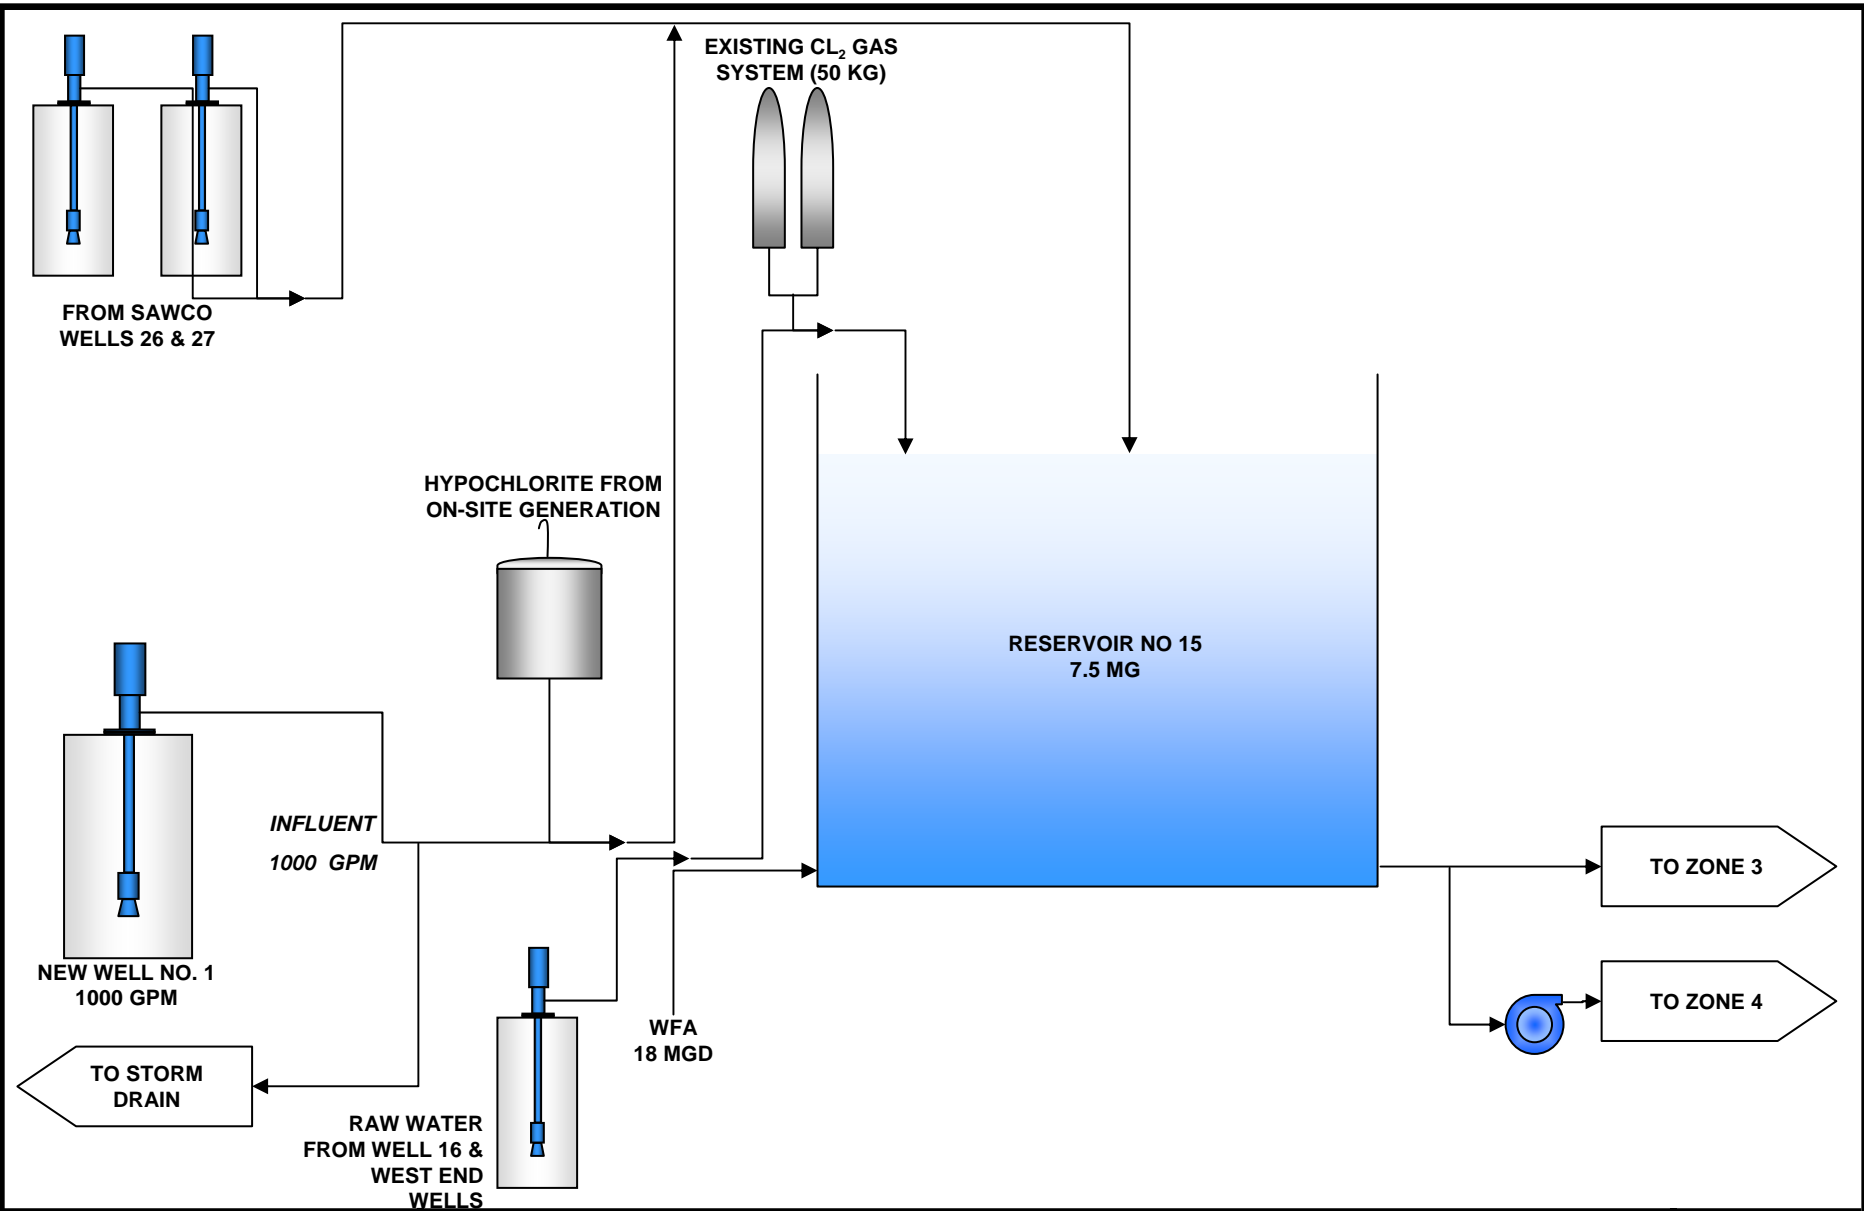 EXISTING CL₂ GAS
SYSTEM (50 KG)
FROM SAWCO
WELLS 26 & 27
HYPOCHLORITE FROM
ON-SITE GENERATION
RESERVOIR NO 15
7.5 MG
INFLUENT
1000 GPM
NEW WELL NO. 1
1000 GPM
TO ZONE 3
TO ZONE 4
WFA
18 MGD
TO STORM
DRAIN
RAW WATER
FROM WELL 16 &
WEST END
WELLS